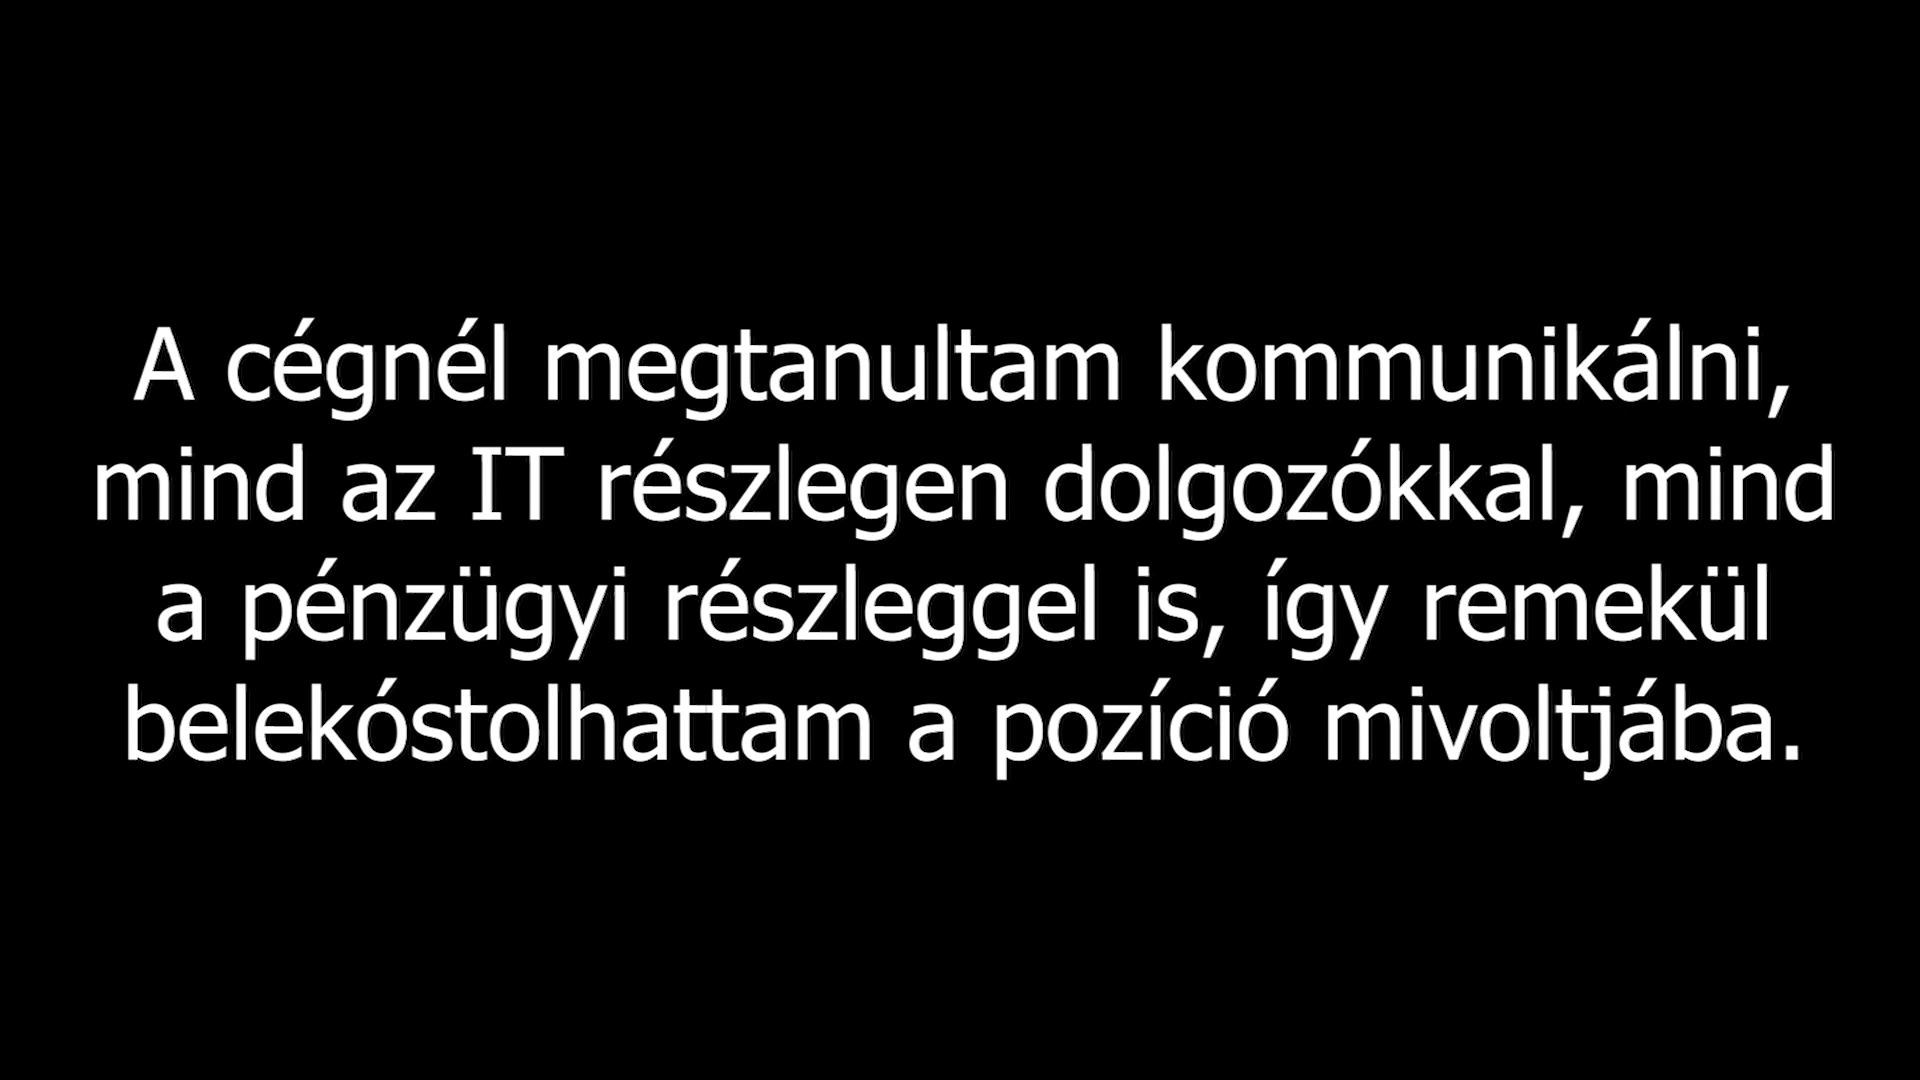 A cégnél megtanultam kommunikálni,
mind az IT részlegen dolgozókkal, mind
a pénzügyi részleggel is, így remekül
belekóstolhattam a pozíció mivoltjába.